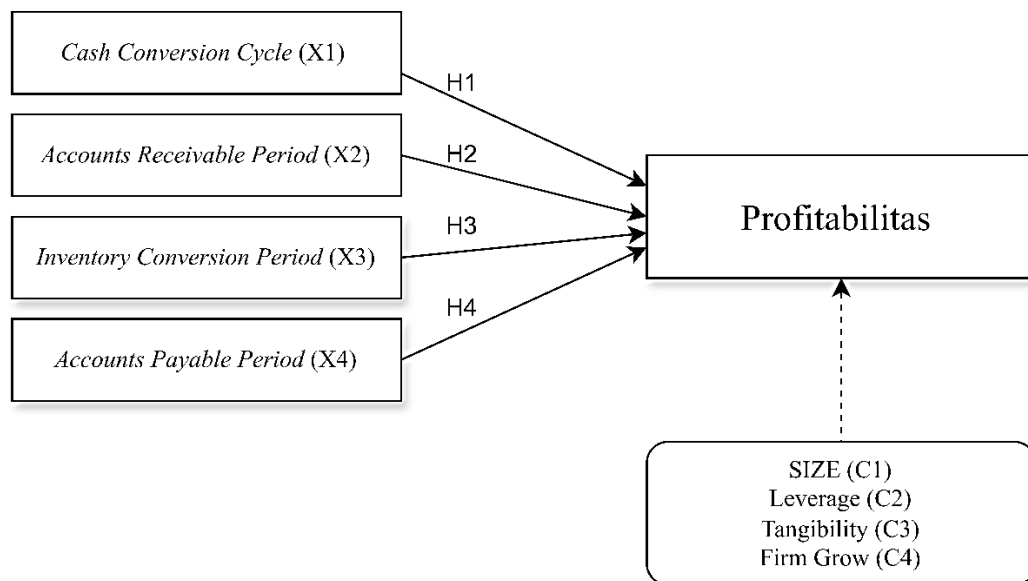 Cash Conversion Cycle (X1)
H1
Accounts Receivable Period (X2)
H2
Inventory Conversion Period (X3)
H3
Accounts Payable Period (X4)
H4
Profitabilitas
SIZE (C1)
Leverage (C2)
Tangibility (C3)
Firm Grow (C4)